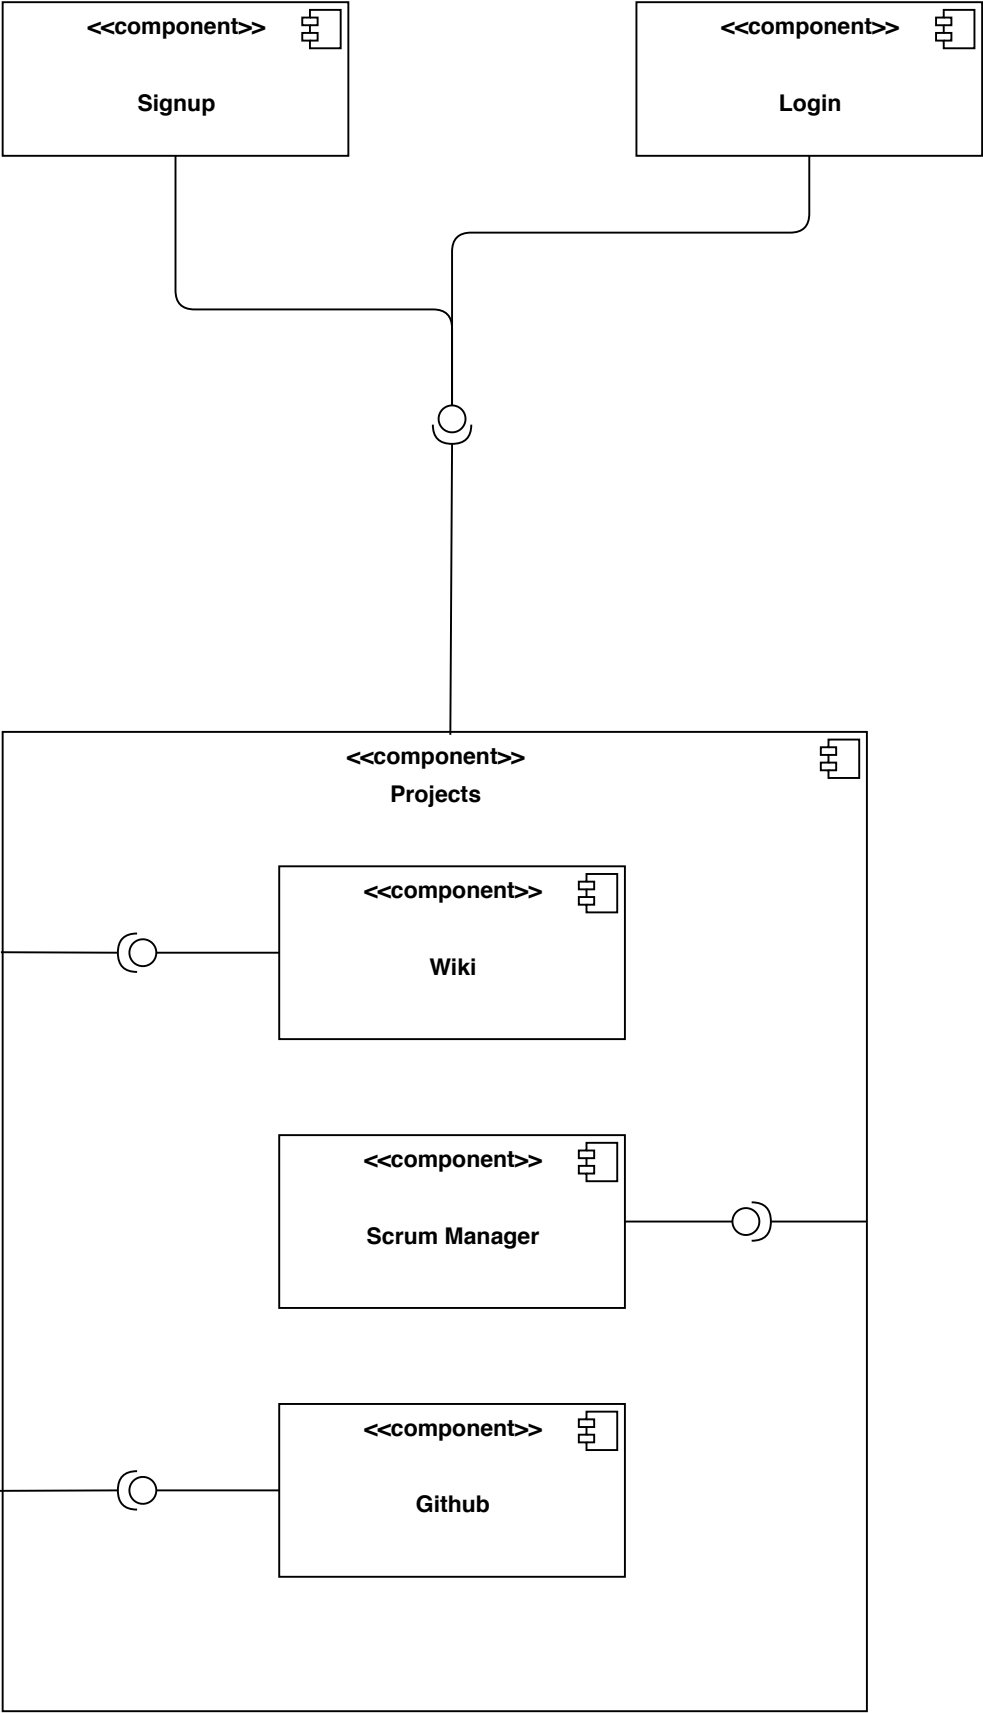 <<component>>
Signup
<<component>>
Login
<<component>>
Projects
<<component>>
Wiki
<<component>>
Scrum Manager
<<component>>
Github